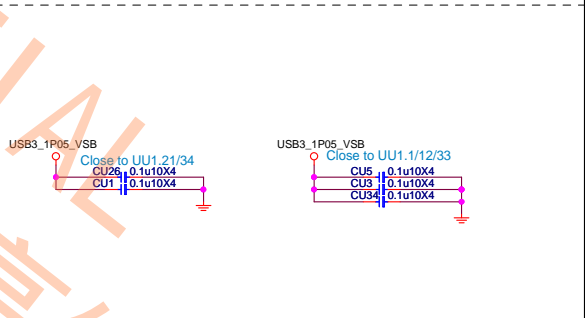 USB3_1P05_VSB
Close to UU1.21/34
CU26 0.1u10X4
CU1 0.1u10X4
USB3_1P05_VSB
Close to UU1.1/12/33
CU5 0.1u10X4
CU3 0.1u10X4
CU34 0.1u10X4